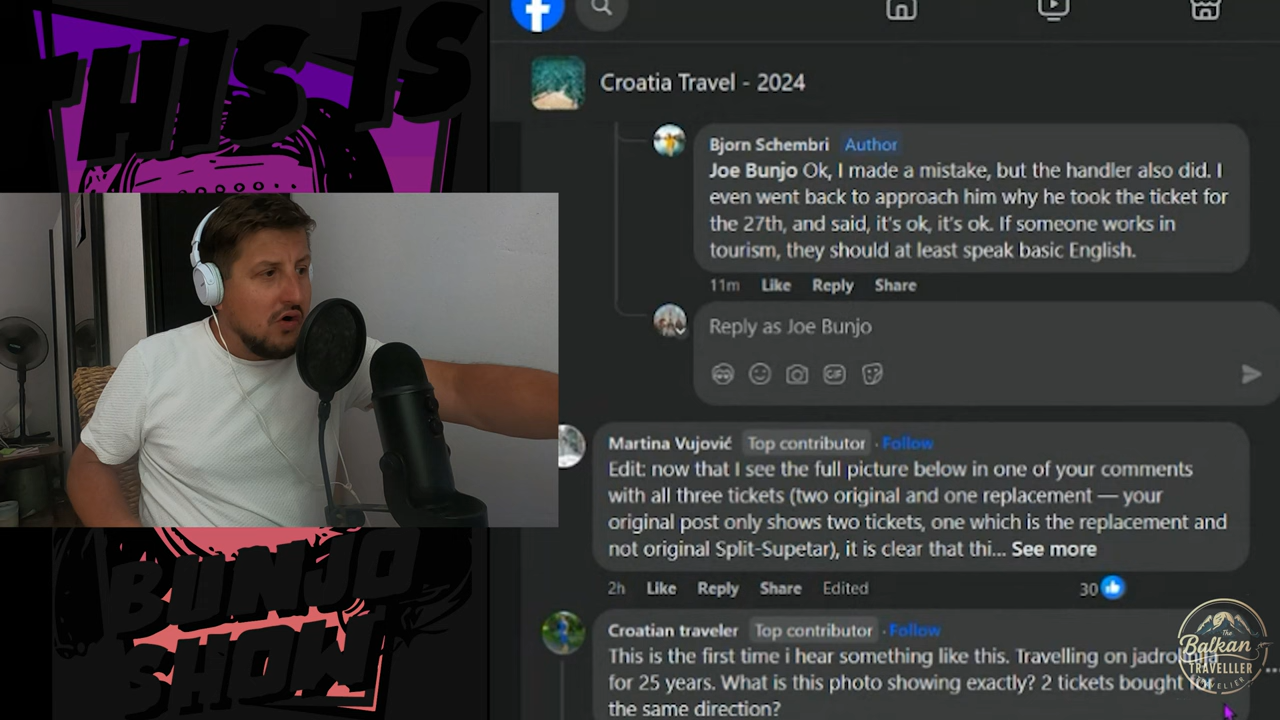 THIS IS
BUNJO
SHOW
Croatia Travel - 2024
Bjorn Schembri Author
Joe Bunjo Ok, I made a mistake, but the handler also did. I
even went back to approach him why he took the ticket for
the 27th, and said, it's ok, it's ok. If someone works in
tourism, they should at least speak basic English.
11m Like Reply Share
Reply as Joe Bunjo
GIF
Martina Vujović Top contributor · Follow
Edit: now that I see the full picture below in one of your comments
with all three tickets (two original and one replacement — your
original post only shows two tickets, one which is the replacement and
not original Split-Supetar), it is clear that thi... See more
2h Like Reply Share Edited 30
Croatian traveler Top contributor · Follow
This is the first time i hear something like this. Travelling on
for 25 years. What is this photo showing exactly? 2 tickets bought for
the same direction?
The
Balkan
TRAVELLER